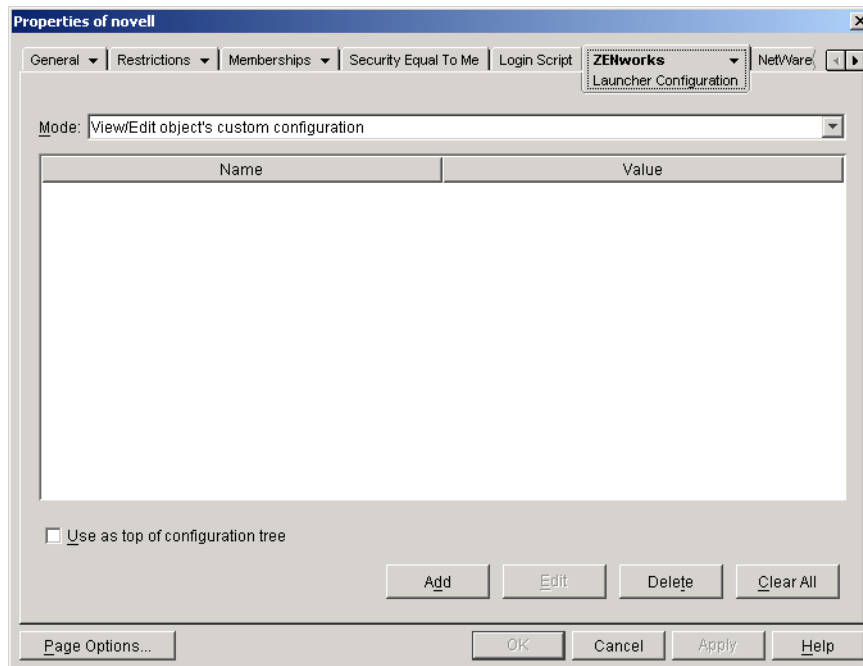 Properties of novell
General Restrictions Memberships Security Equal To Me Login Script ZENworks NetWare
Launcher Configuration
Mode: View/Edit object's custom configuration
Name Value
Use as top of configuration tree
Add Edit Delete Clear All
Page Options... OK Cancel Apply Help